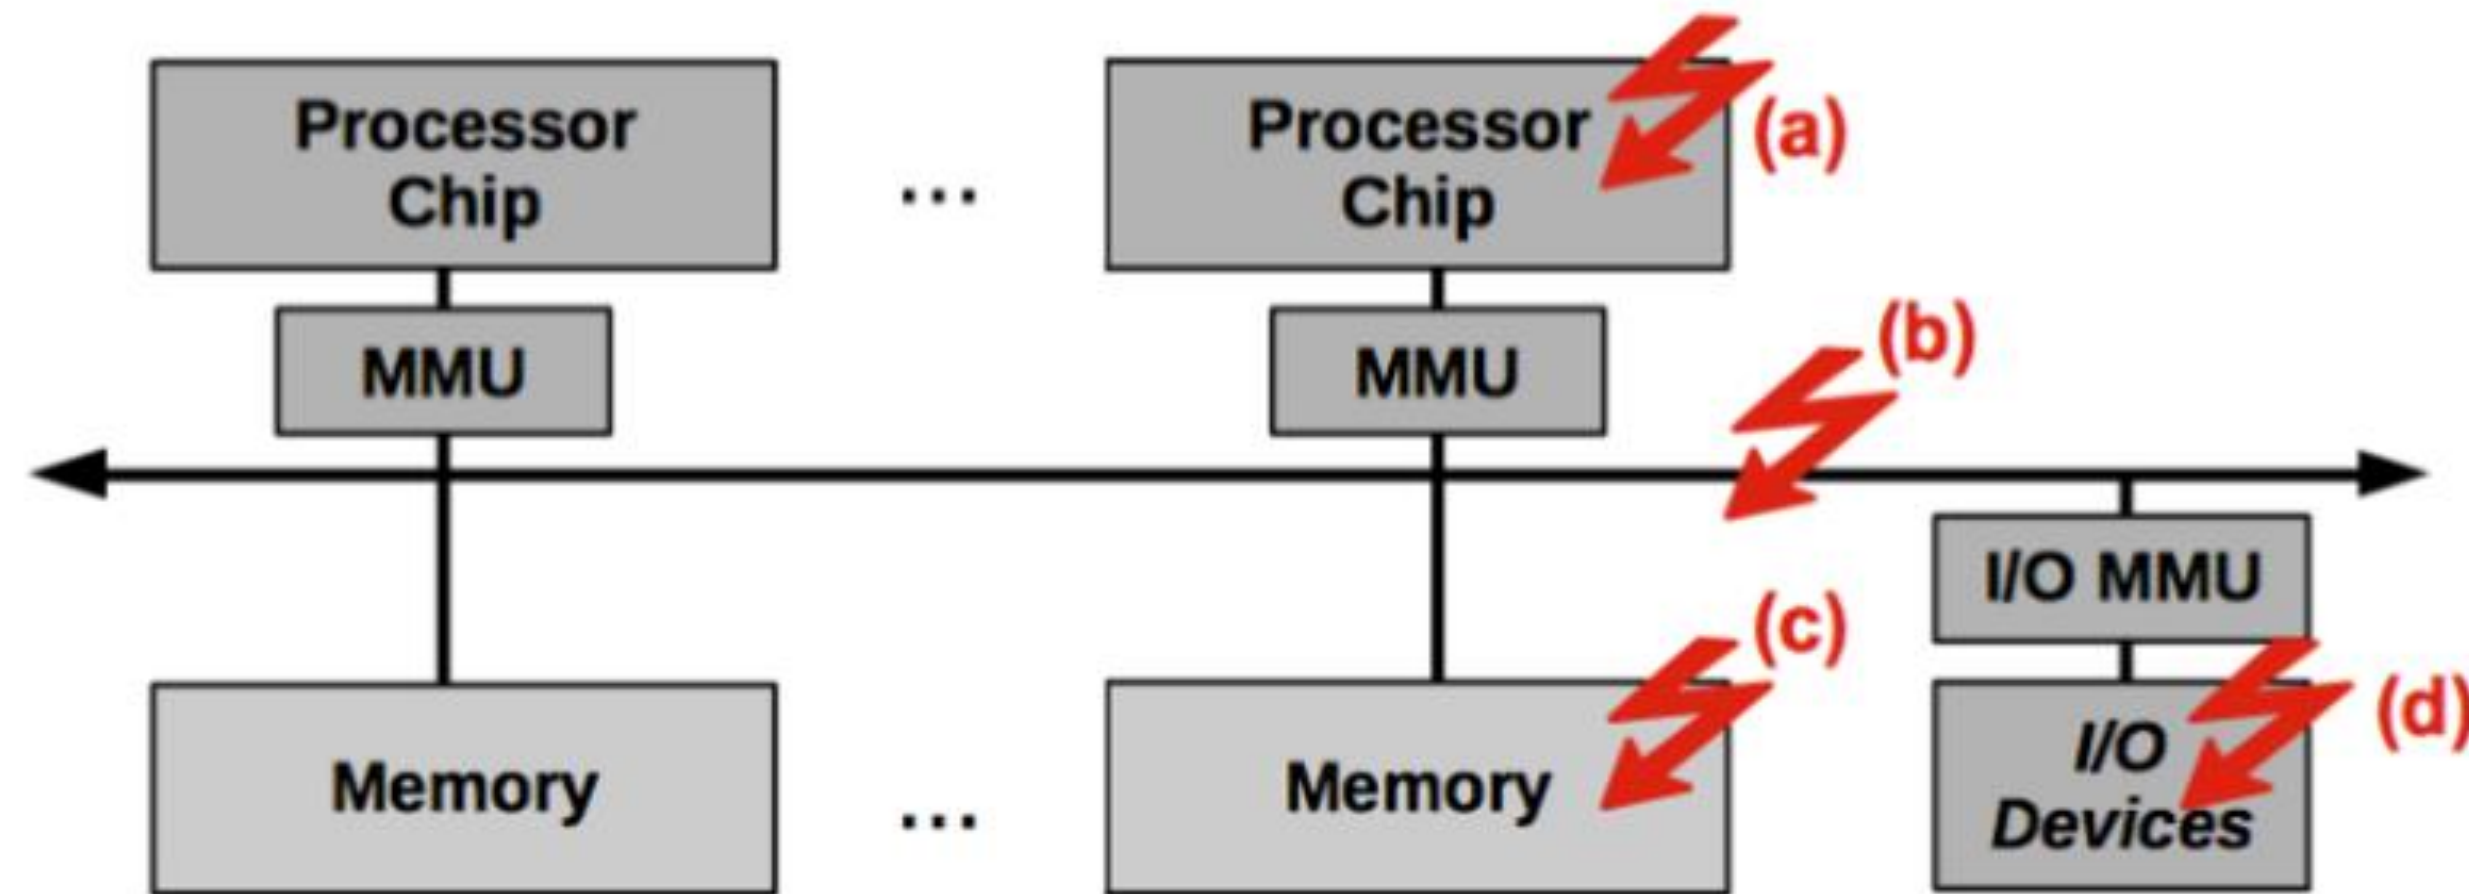 Processor
Chip
...
Processor
Chip
(a)
MMU
MMU
(b)
I/O MMU
(c)
Memory
...
Memory
I/O
Devices
(d)